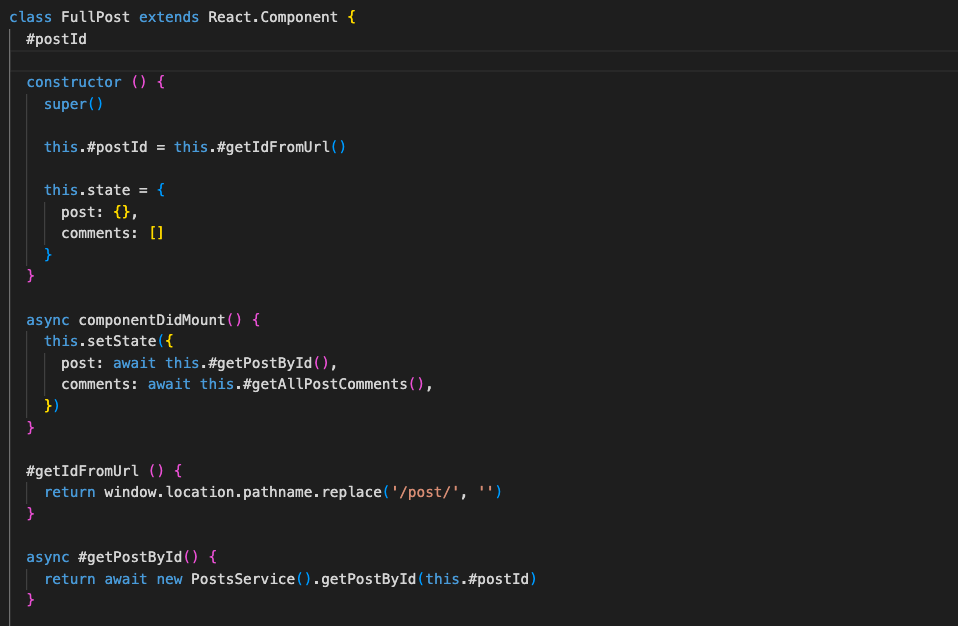 class FullPost extends React.Component {
#postId
constructor () {
super()
this.#postId = this.#getIdFromUrl()
this.state = {
post: {},
comments: []
}
}
async componentDidMount() {
this.setState({
post: await this.#getPostById(),
comments: await this.#getAllPostComments(),
})
}
#getIdFromUrl () {
return window.location.pathname.replace('/post/', '')
}
async #getPostById() {
return await new PostsService().getPostById(this.#postId)
}